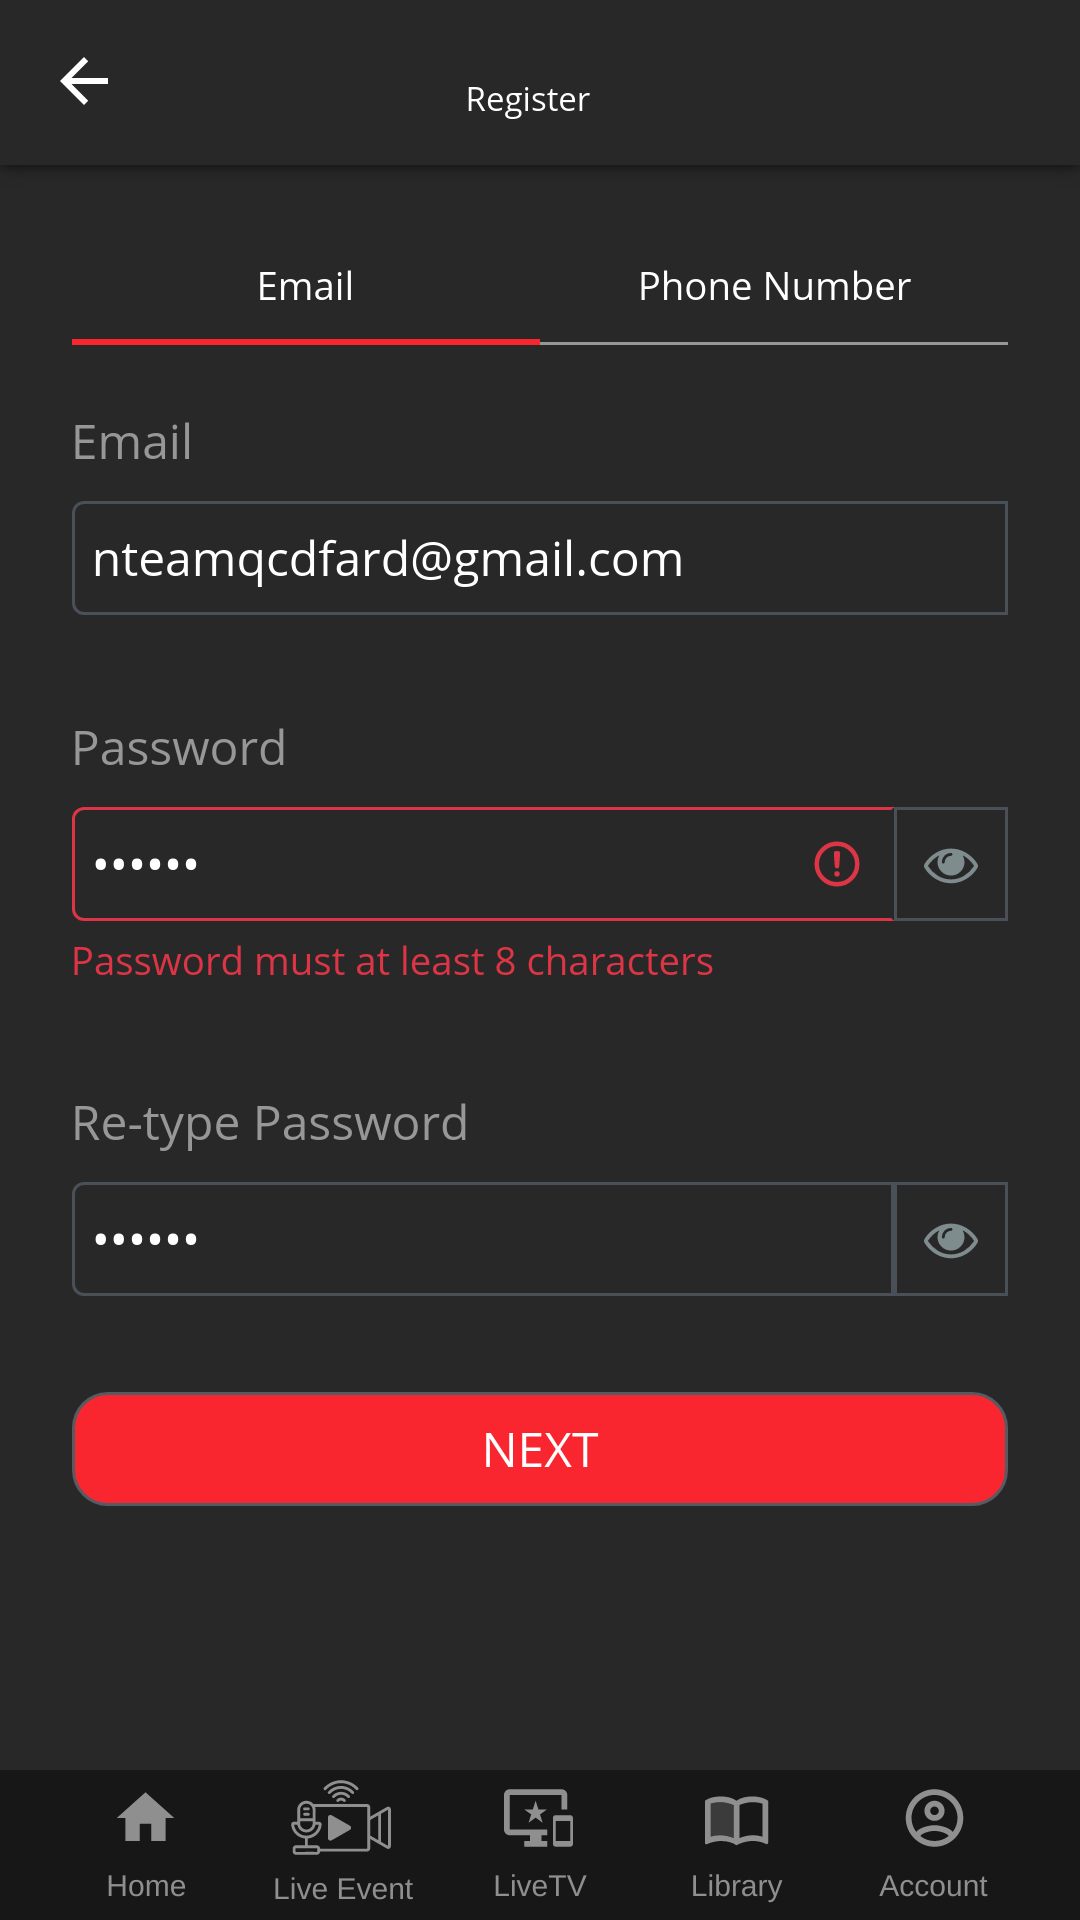 Register
Email Phone Number
Email
nteamqcdfard@gmail.com
Password
••••••
Password must at least 8 characters
Re-type Password
••••••
NEXT
Home Live Event LiveTV Library Account